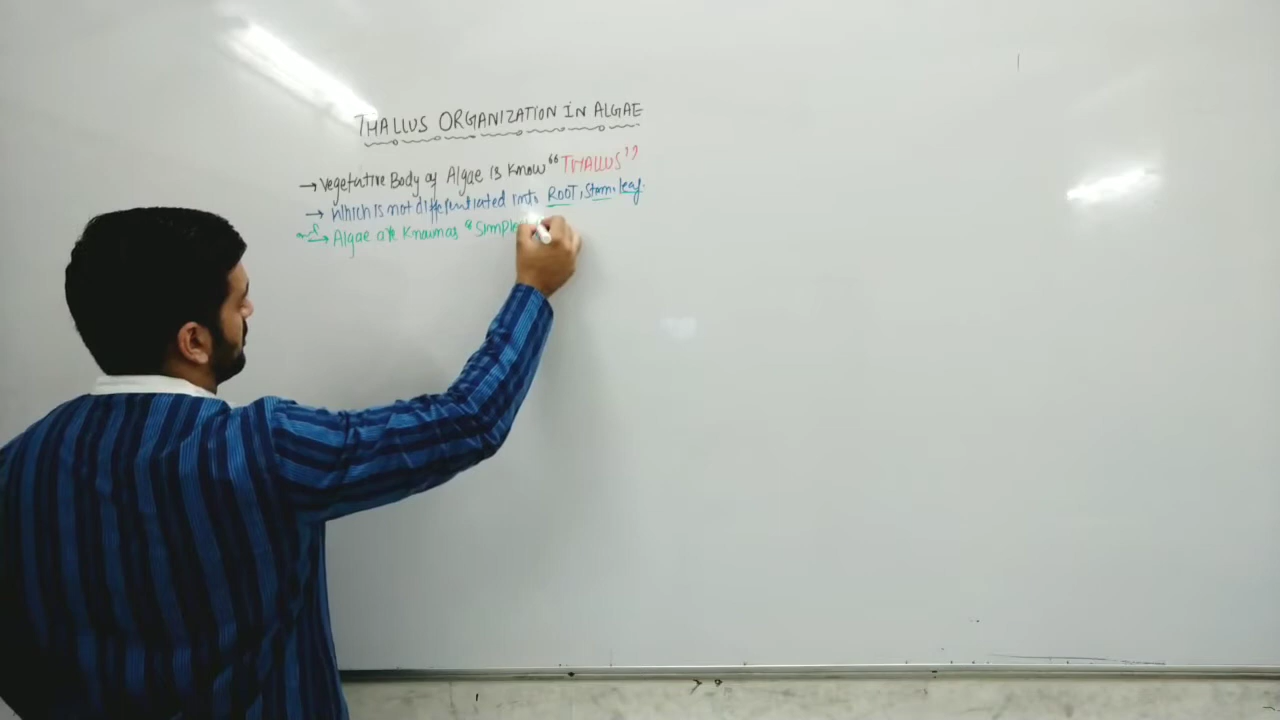 THALLUS ORGANIZATION IN ALGAE
→ Vegetative Body of Algae is Know "THALLUS"
→ Which is not differentiated into ROOT, Stem, leaf.
→ Algae are Known as "Simple